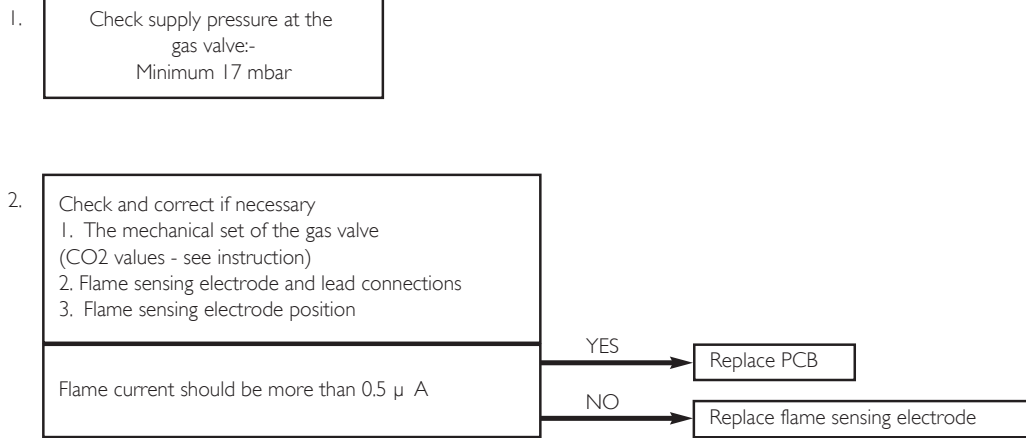 1.
Check supply pressure at the
gas valve:-
Minimum 17 mbar
2.
Check and correct if necessary
1. The mechanical set of the gas valve
(CO2 values - see instruction)
2. Flame sensing electrode and lead connections
3. Flame sensing electrode position
Flame current should be more than 0.5 µ A
YES
Replace PCB
NO
Replace flame sensing electrode